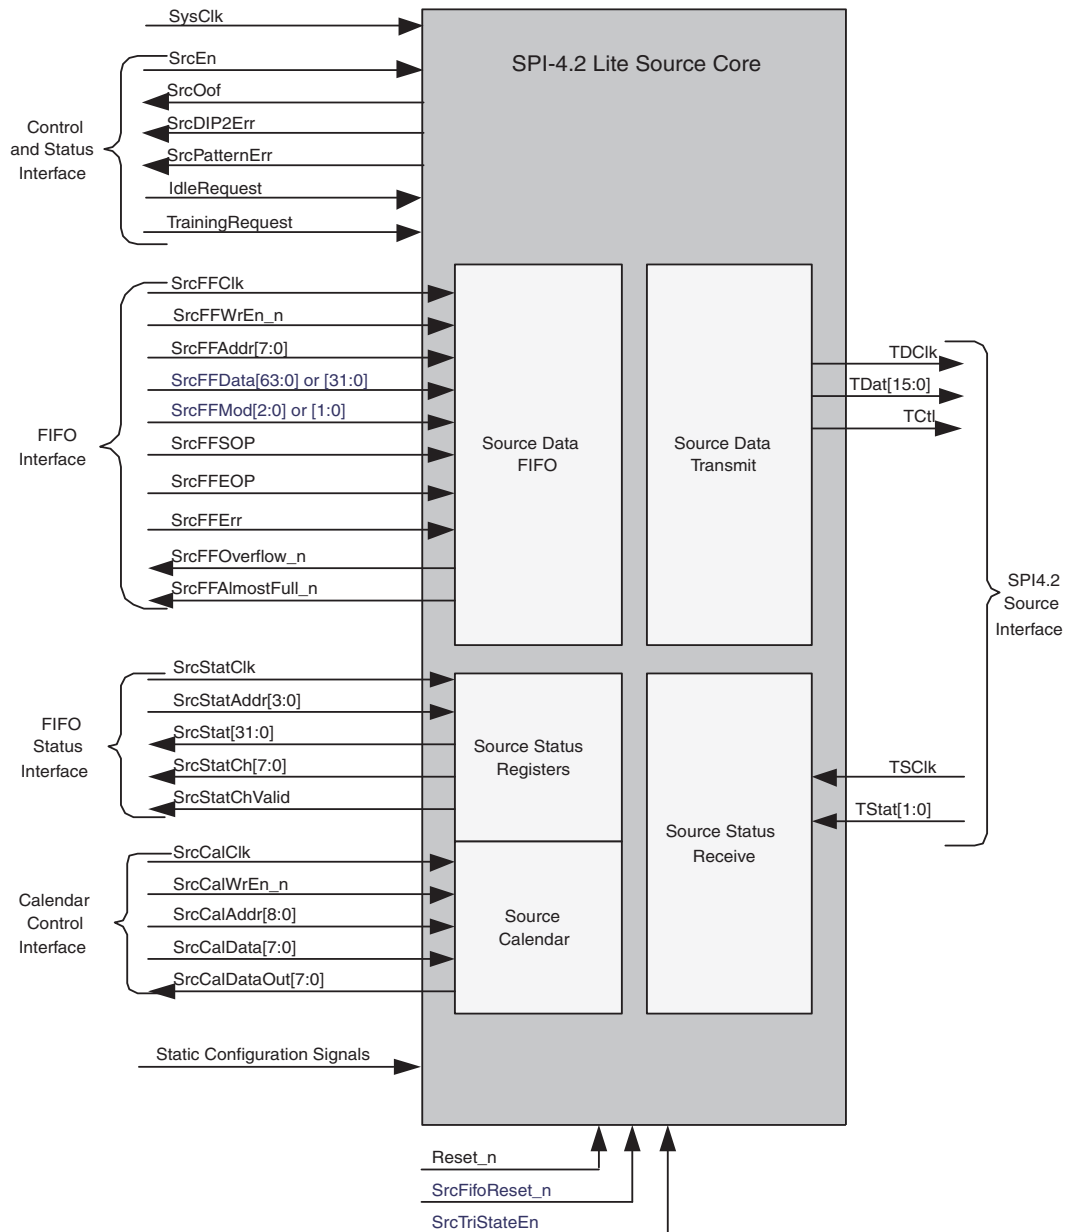 SysClk
SPI-4.2 Lite Source Core
Control
and Status
Interface
SrcEn
SrcOof
SrcDIP2Err
SrcPatternErr
IdleRequest
TrainingRequest
FIFO
Interface
SrcFFClk
SrcFFWrEn_n
SrcFFAddr[7:0]
SrcFFData[63:0] or [31:0]
SrcFFMod[2:0] or [1:0]
SrcFFSOP
SrcFFEOP
SrcFFErr
SrcFFOverflow_n
SrcFFAlmostFull_n
Source Data
FIFO
Source Data
Transmit
TDClk
TDat[15:0]
TCtl
SPI4.2
Source
Interface
FIFO
Status
Interface
SrcStatClk
SrcStatAddr[3:0]
SrcStat[31:0]
SrcStatCh[7:0]
SrcStatChValid
Source Status
Registers
Source Status
Receive
TSClk
TStat[1:0]
Calendar
Control
Interface
SrcCalClk
SrcCalWrEn_n
SrcCalAddr[8:0]
SrcCalData[7:0]
SrcCalDataOut[7:0]
Source
Calendar
Static Configuration Signals
Reset_n
SrcFifoReset_n
SrcTriStateEn